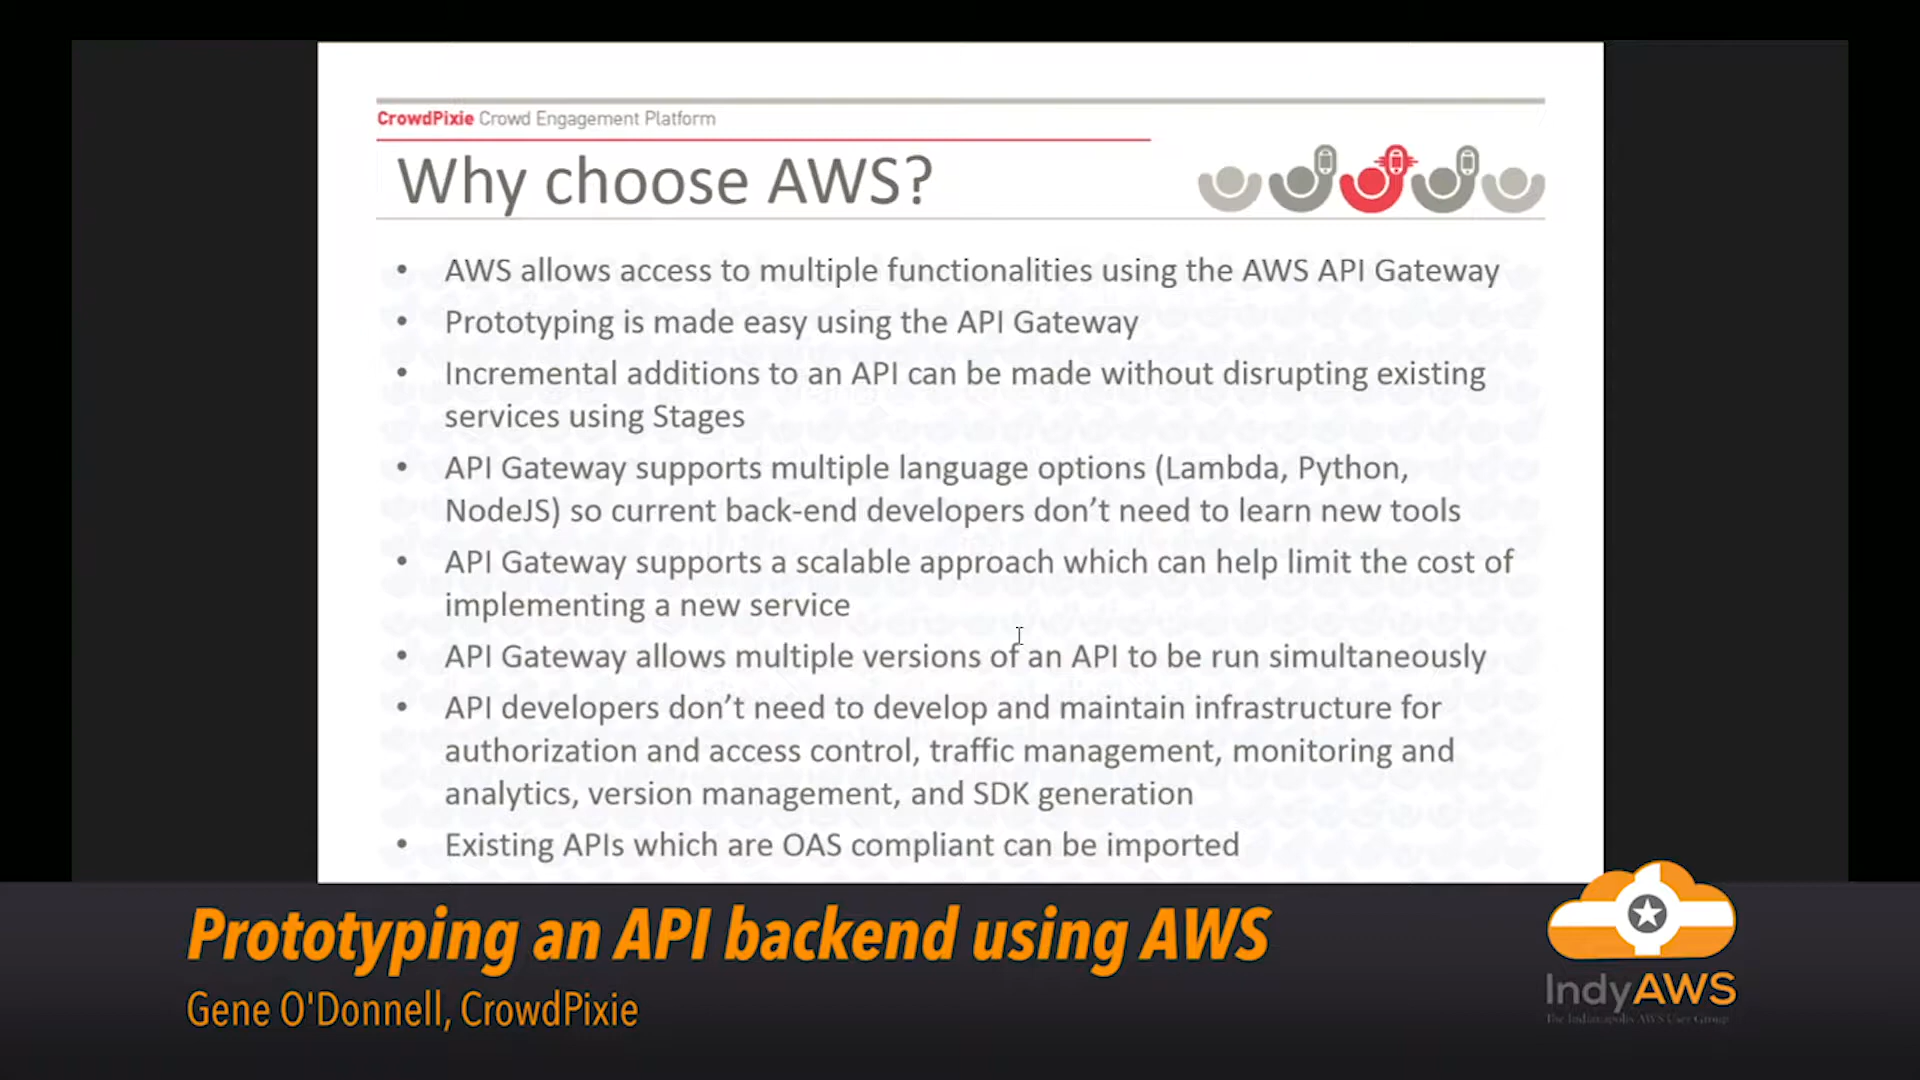 CrowdPixie Crowd Engagement Platform
Why choose AWS?
• AWS allows access to multiple functionalities using the AWS API Gateway
• Prototyping is made easy using the API Gateway
• Incremental additions to an API can be made without disrupting existing
services using Stages
• API Gateway supports multiple language options (Lambda, Python,
NodeJS) so current back-end developers don’t need to learn new tools
• API Gateway supports a scalable approach which can help limit the cost of
implementing a new service
• API Gateway allows multiple versions of an API to be run simultaneously
• API developers don’t need to develop and maintain infrastructure for
authorization and access control, traffic management, monitoring and
analytics, version management, and SDK generation
• Existing APIs which are OAS compliant can be imported
Prototyping an API backend using AWS
Gene O'Donnell, CrowdPixie
IndyAWS
The Indianapolis AWS User Group